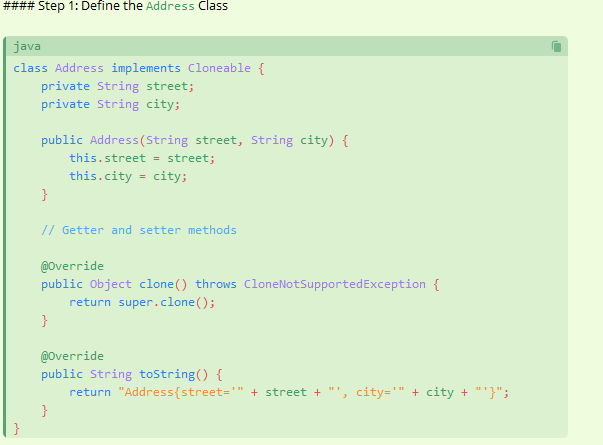 #### Step 1: Define the Address Class
java
class Address implements Cloneable {
    private String street;
    private String city;

    public Address(String street, String city) {
        this.street = street;
        this.city = city;
    }

    // Getter and setter methods

    @Override
    public Object clone() throws CloneNotSupportedException {
        return super.clone();
    }

    @Override
    public String toString() {
        return "Address{street='" + street + "', city='" + city + "'}";
    }
}